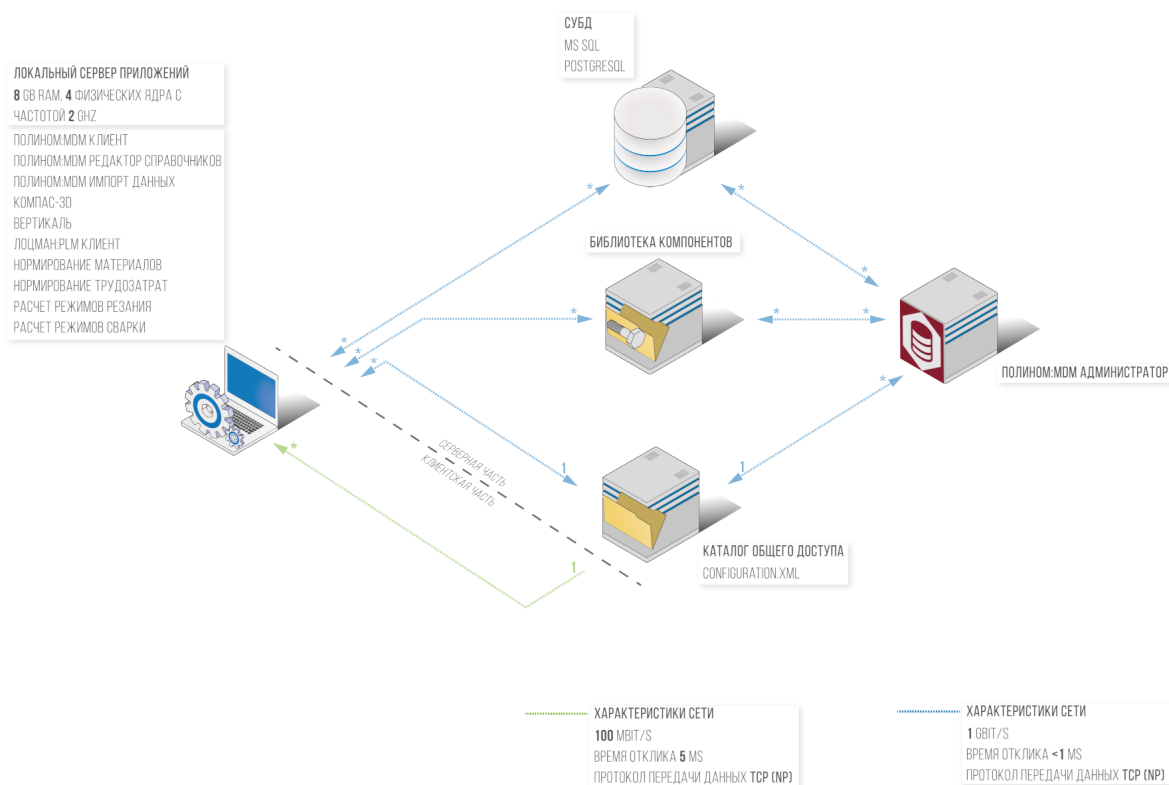 СУБД
MS SQL
POSTGRESQL
ЛОКАЛЬНЫЙ СЕРВЕР ПРИЛОЖЕНИЙ
8 GB RAM, 4 ФИЗИЧЕСКИХ ЯДРА С
ЧАСТОТОЙ 2 GHZ
ПОЛИНОМ:MDM КЛИЕНТ
ПОЛИНОМ:MDM РЕДАКТОР СПРАВОЧНИКОВ
ПОЛИНОМ:MDM ИМПОРТ ДАННЫХ
КОМПАС-3D
ВЕРТИКАЛЬ
ЛОЦМАН:PLM КЛИЕНТ
НОРМИРОВАНИЕ МАТЕРИАЛОВ
НОРМИРОВАНИЕ ТРУДОЗАТРАТ
РАСЧЕТ РЕЖИМОВ РЕЗАНИЯ
РАСЧЕТ РЕЖИМОВ СВАРКИ
*
*
БИБЛИОТЕКА КОМПОНЕНТОВ
*
*
*
*
*
*
*
ПОЛИНОМ:MDM АДМИНИСТРАТОР
*
*
СЕРВЕРНАЯ ЧАСТЬ
КЛИЕНТСКАЯ ЧАСТЬ
1
1
КАТАЛОГ ОБЩЕГО ДОСТУПА
CONFIGURATION.XML
1
ХАРАКТЕРИСТИКИ СЕТИ
100 MBIT/S
ВРЕМЯ ОТКЛИКА 5 MS
ПРОТОКОЛ ПЕРЕДАЧИ ДАННЫХ TCP (NP)
ХАРАКТЕРИСТИКИ СЕТИ
1 GBIT/S
ВРЕМЯ ОТКЛИКА <1 MS
ПРОТОКОЛ ПЕРЕДАЧИ ДАННЫХ TCP (NP)